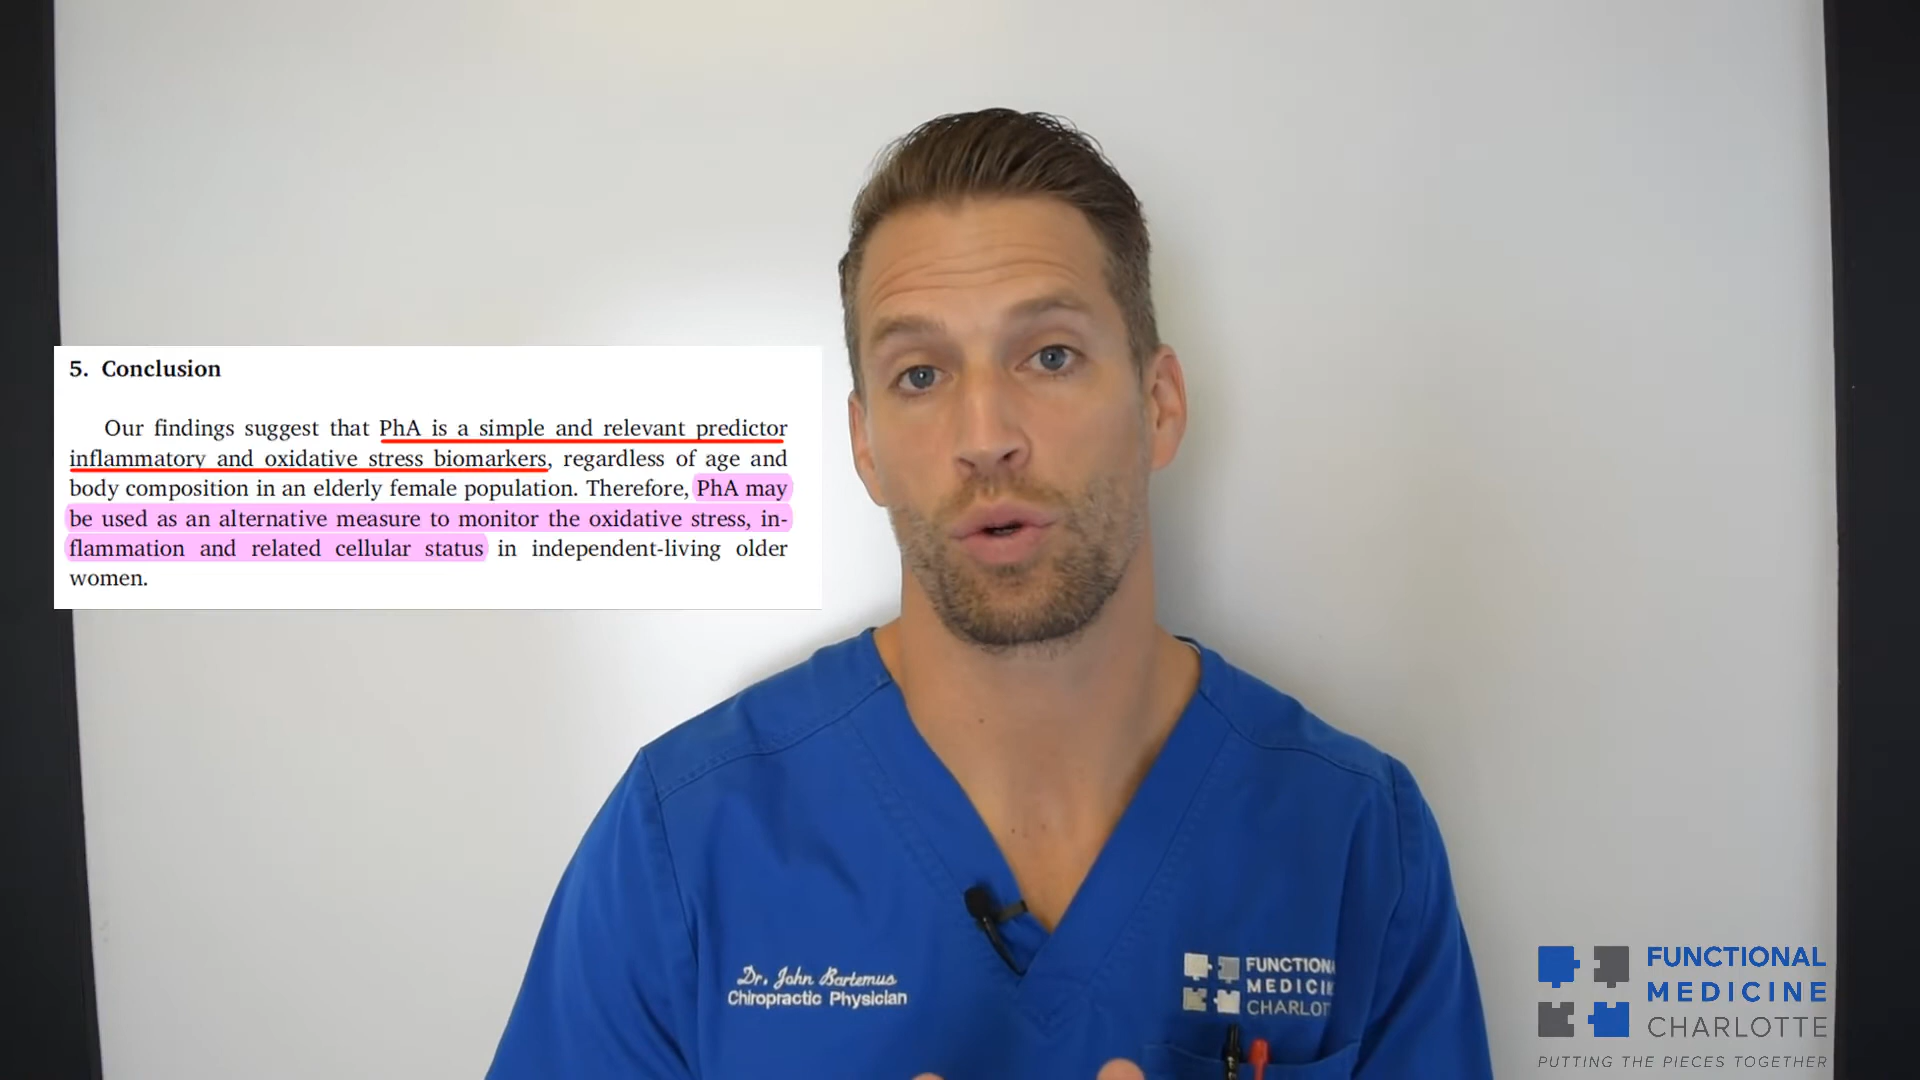 5. Conclusion
Our findings suggest that PhA is a simple and relevant predictor
inflammatory and oxidative stress biomarkers, regardless of age and
body composition in an elderly female population. Therefore, PhA may
be used as an alternative measure to monitor the oxidative stress, in-
flammation and related cellular status in independent-living older
women.
Dr. John Bartemus
Chiropractic Physician
FUNCTIONA
MEDICI
CHARLOT
FUNCTIONAL
MEDICINE
CHARLOTTE
PUTTING THE PIECES TOGETHER